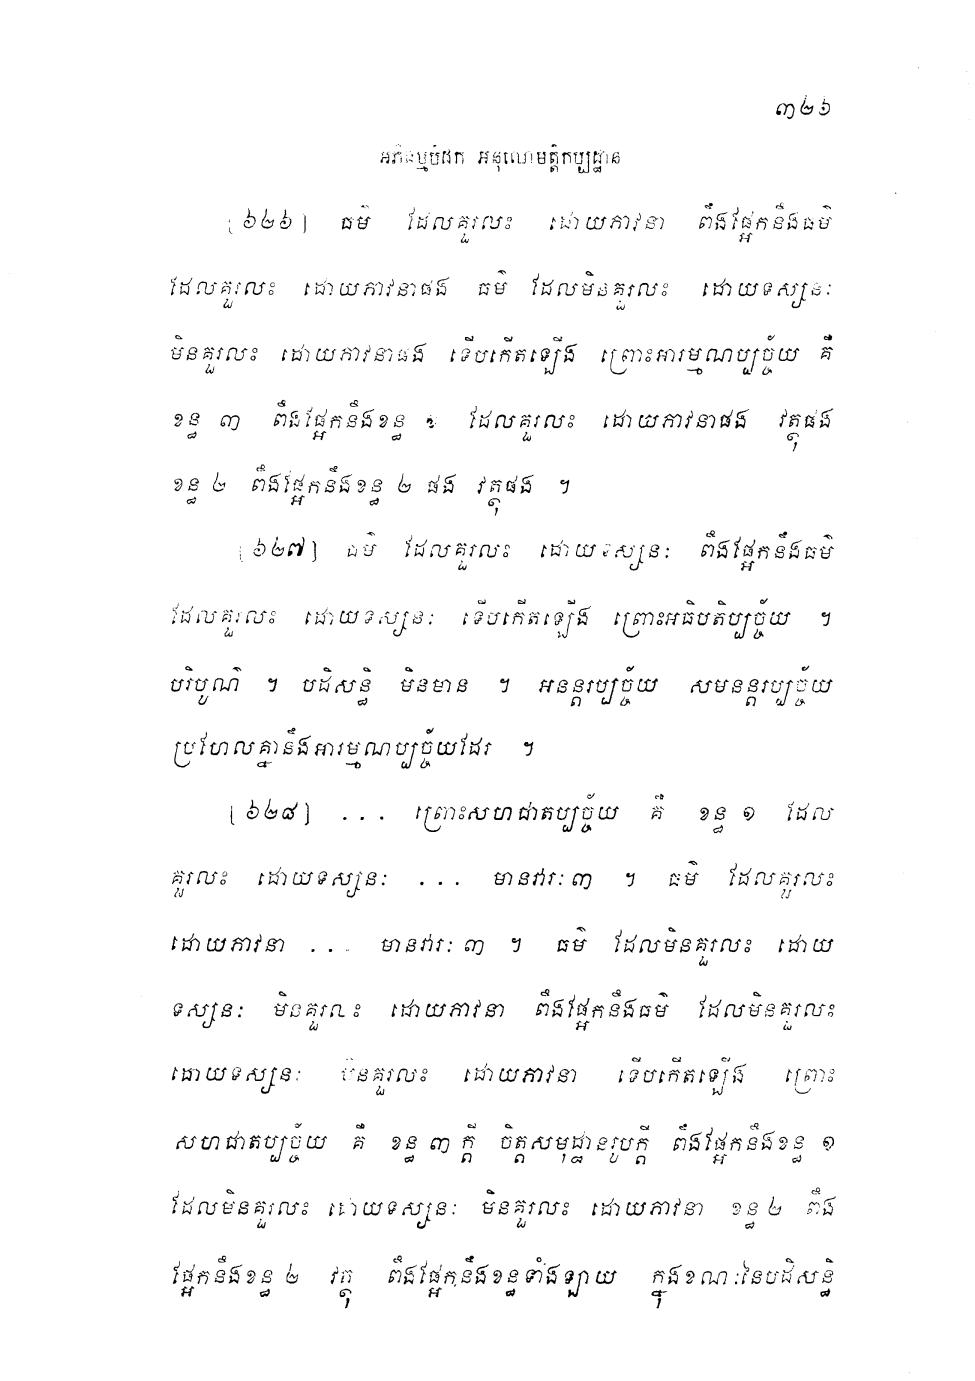 ៣២៦
អភិធម្មបិដក អនុលោមត្តិកប្បដ្ឋាន
[៦២៦] ធម៌ ដែលគួរលះ ដោយភាវនា ពឹងផ្អែកនឹងធម៌
ដែលគួរលះ ដោយភាវនាផង ធម៌ ដែលមិនគួរលះ ដោយទស្សនៈ
មិនគួរលះ ដោយភាវនាផង ទើបកើតឡើង ព្រោះអារម្មណប្បច្ច័យ គឺ
ខន្ធ ៣ ពឹងផ្អែកនឹងខន្ធ ១ ដែលគួរលះ ដោយភាវនាផង វត្ថុផង
ខន្ធ ២ ពឹងផ្អែកនឹងខន្ធ ២ ផង វត្ថុផង ។
[៦២៧] ធម៌ ដែលគួរលះ ដោយទស្សនៈ ពឹងផ្អែកនឹងធម៌
ដែលគួរលះ ដោយទស្សនៈ ទើបកើតឡើង ព្រោះអធិបតិប្បច្ច័យ ។
បរិបូណ៌ ។ បដិសន្ធិ មិនមាន ។ អនន្តរប្បច្ច័យ សមនន្តរប្បច្ច័យ
ប្រហែលគ្នានឹងអារម្មណប្បច្ច័យដែរ ។
[៦២៨] ... ព្រោះសហជាតប្បច្ច័យ គឺ ខន្ធ ១ ដែល
គួរលះ ដោយទស្សនៈ ... មានវារៈ ៣ ។ ធម៌ ដែលគួរលះ
ដោយភាវនា ... មានវារៈ ៣ ។ ធម៌ ដែលមិនគួរលះ ដោយ
ទស្សនៈ មិនគួរលះ ដោយភាវនា ពឹងផ្អែកនឹងធម៌ ដែលមិនគួរលះ
ដោយទស្សនៈ មិនគួរលះ ដោយភាវនា ទើបកើតឡើង ព្រោះ
សហជាតប្បច្ច័យ គឺ ខន្ធ ៣ ក្តី ចិត្តសមុដ្ឋានរូបក្តី ពឹងផ្អែកនឹងខន្ធ ១
ដែលមិនគួរលះ ដោយទស្សនៈ មិនគួរលះ ដោយភាវនា ខន្ធ ២ ពឹង
ផ្អែកនឹងខន្ធ ២ វត្ថុ ពឹងផ្អែកនឹងខន្ធទាំងឡាយ ក្នុងខណៈនៃបដិសន្ធិ